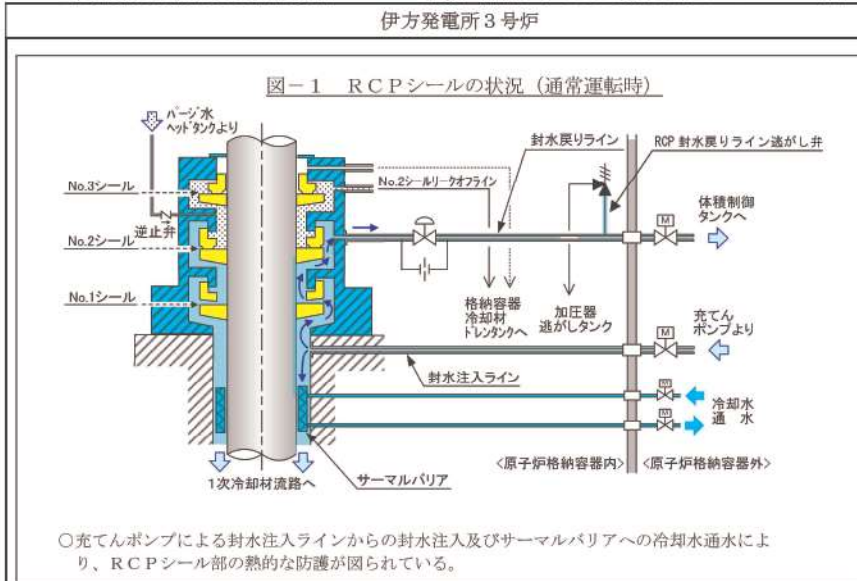 伊方発電所3号炉
図-1 RCPシールの状況(通常運転時)
パージ水
ヘッドタンクより
封水戻りライン
RCP 封水戻りライン逃がし弁
No.3シール
No.2シールリークオフライン
体積制御
タンクへ
逆止弁
No.2シール
M
No.1シール
格納容器
冷却材
ドレンタンクへ
加圧器
逃がしタンク
充てん
ポンプより
M
封水注入ライン
M
冷却水
通水
M
サーマルバリア
1次冷却材流路へ
<原子炉格納容器内>
<原子炉格納容器外>
○充てんポンプによる封水注入ラインからの封水注入及びサーマルバリアへの冷却水通水によ
り、RCPシール部の熱的な防護が図られている。